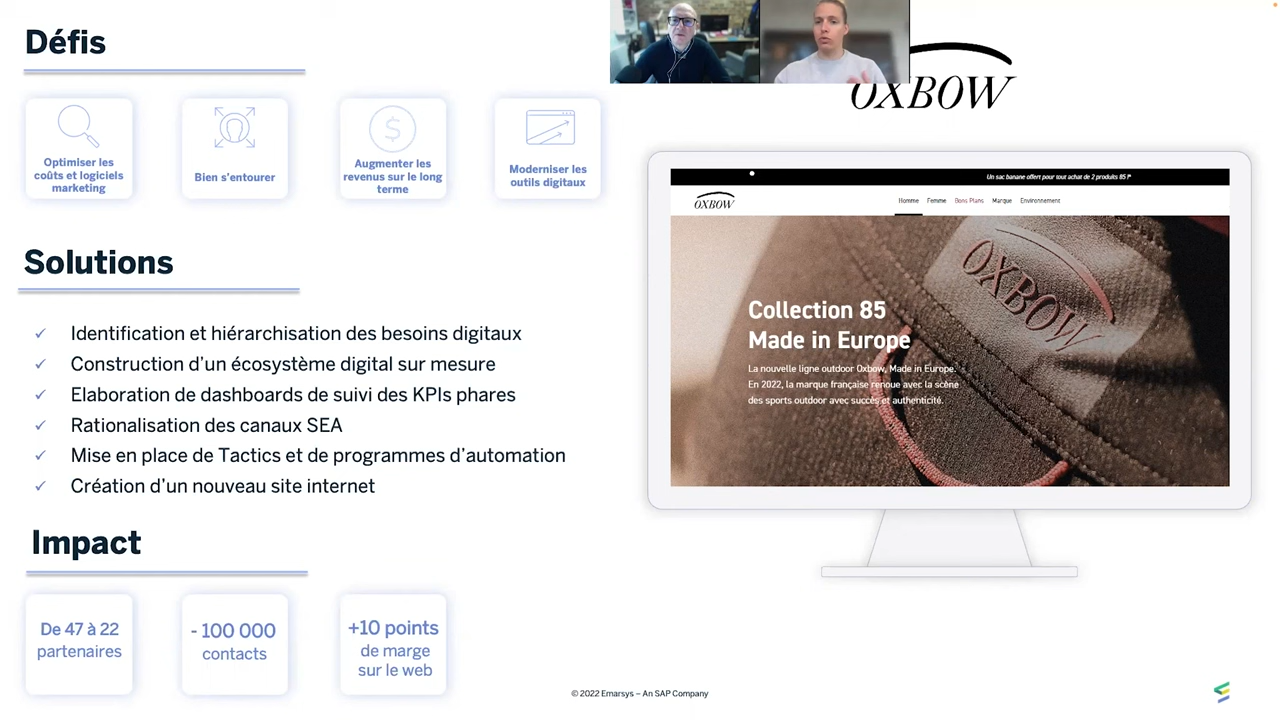 Défis
Optimiser les
coûts et logiciels
marketing
Bien s'entourer
Augmenter les
revenus sur le long
terme
Moderniser les
outils digitaux
Solutions
Identification et hiérarchisation des besoins digitaux
Construction d'un écosystème digital sur mesure
Elaboration de dashboards de suivi des KPIs phares
Rationalisation des canaux SEA
Mise en place de Tactics et de programmes d'automation
Création d'un nouveau site internet
Impact
De 47 à 22
partenaires
- 100 000
contacts
+10 points
de marge
sur le web
OXBOW
Un sac banane offert pour tout achat de 2 produits 85 !*
OXBOW
Homme Femme Bons Plans Marque Environnement
OXBOW
Collection 85
Made in Europe
La nouvelle ligne outdoor Oxbow, Made in Europe.
En 2022, la marque française renoue avec la scène
des sports outdoor avec succès et authenticité.
© 2022 Emarsys – An SAP Company